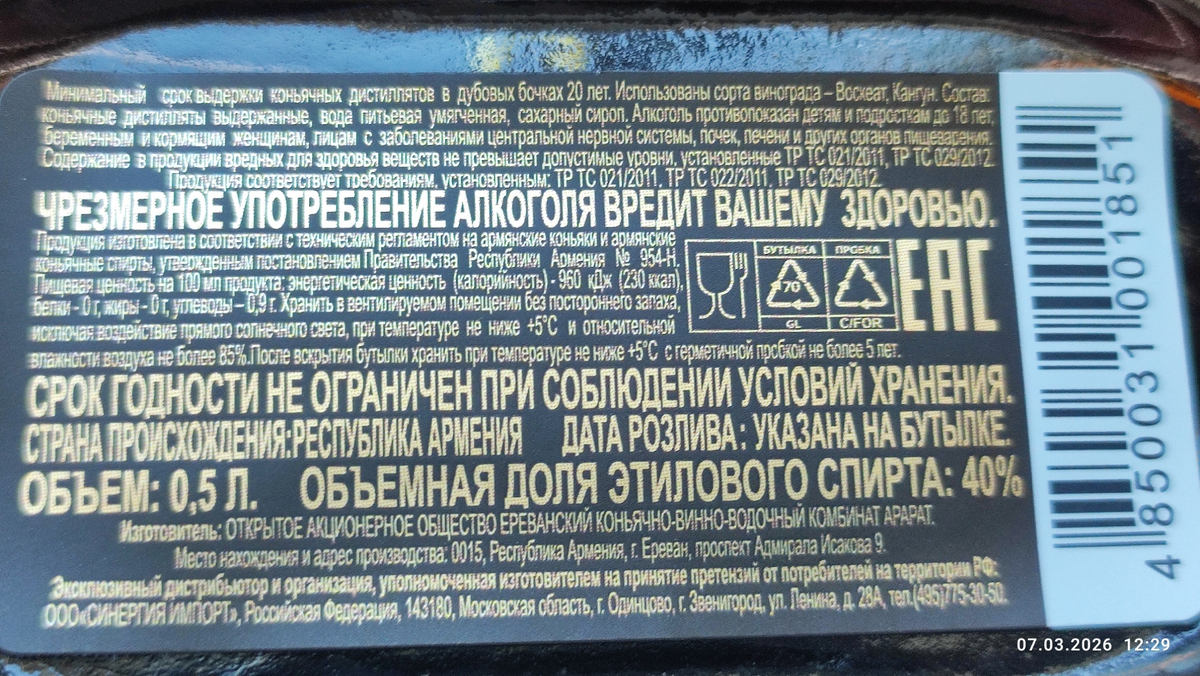 Минимальный срок выдержки коньячных дистиллятов в дубовых бочках 20 лет. Использованы сорта винограда – Воскеат, Кангун. Состав:
коньячные дистилляты выдержанные, вода питьевая умягченная, сахарный сироп. Алкоголь противопоказан детям и подросткам до 18 лет,
беременным и кормящим женщинам, лицам с заболеваниями центральной нервной системы, почек, печени и других органов пищеварения.
Содержание в продукции вредных для здоровья веществ не превышает допустимые уровни, установленные ТР ТС 021/2011, ТР ТС 029/2012.
Продукция соответствует требованиям, установленным: ТР ТС 021/2011, ТР ТС 022/2011, ТР ТС 029/2012.
ЧРЕЗМЕРНОЕ УПОТРЕБЛЕНИЕ АЛКОГОЛЯ ВРЕДИТ ВАШЕМУ ЗДОРОВЬЮ.
Продукция изготовлена в соответствии с техническим регламентом на армянские коньяки и армянские
коньячные спирты, утвержденным постановлением Правительства Республики Армения № 954-Н.
Пищевая ценность на 100 мл продукта: энергетическая ценность (калорийность) - 960 кДж (230 ккал),
белки - 0 г, жиры - 0 г, углеводы – 0,9 г. Хранить в вентилируемом помещении без постороннего запаха,
исключая воздействие прямого солнечного света, при температуре не ниже +5°С и относительной
влажности воздуха не более 85%.После вскрытия бутылки хранить при температуре не ниже +5°С с герметичной пробкой не более 5 лет.
БУТЫЛКА ПРОБКА
70
GL C/FOR
EAC
СРОК ГОДНОСТИ НЕ ОГРАНИЧЕН ПРИ СОБЛЮДЕНИИ УСЛОВИЙ ХРАНЕНИЯ.
СТРАНА ПРОИСХОЖДЕНИЯ:РЕСПУБЛИКА АРМЕНИЯ ДАТА РОЗЛИВА: УКАЗАНА НА БУТЫЛКЕ.
ОБЪЕМ: 0,5 Л. ОБЪЕМНАЯ ДОЛЯ ЭТИЛОВОГО СПИРТА: 40%
Изготовитель: ОТКРЫТОЕ АКЦИОНЕРНОЕ ОБЩЕСТВО ЕРЕВАНСКИЙ КОНЬЯЧНО-ВИННО-ВОДОЧНЫЙ КОМБИНАТ АРАРАТ.
Место нахождения и адрес производства: 0015, Республика Армения, г. Ереван, проспект Адмирала Исакова 9.
Эксклюзивный дистрибьютор и организация, уполномоченная изготовителем на принятие претензий от потребителей на территории РФ:
ООО«СИНЕРГИЯ ИМПОРТ», Российская Федерация, 143180, Московская область, г. Одинцово, г. Звенигород, ул. Ленина, д. 28А, тел.(495)775-30-50.
4 850031 001851
07.03.2026 12:29